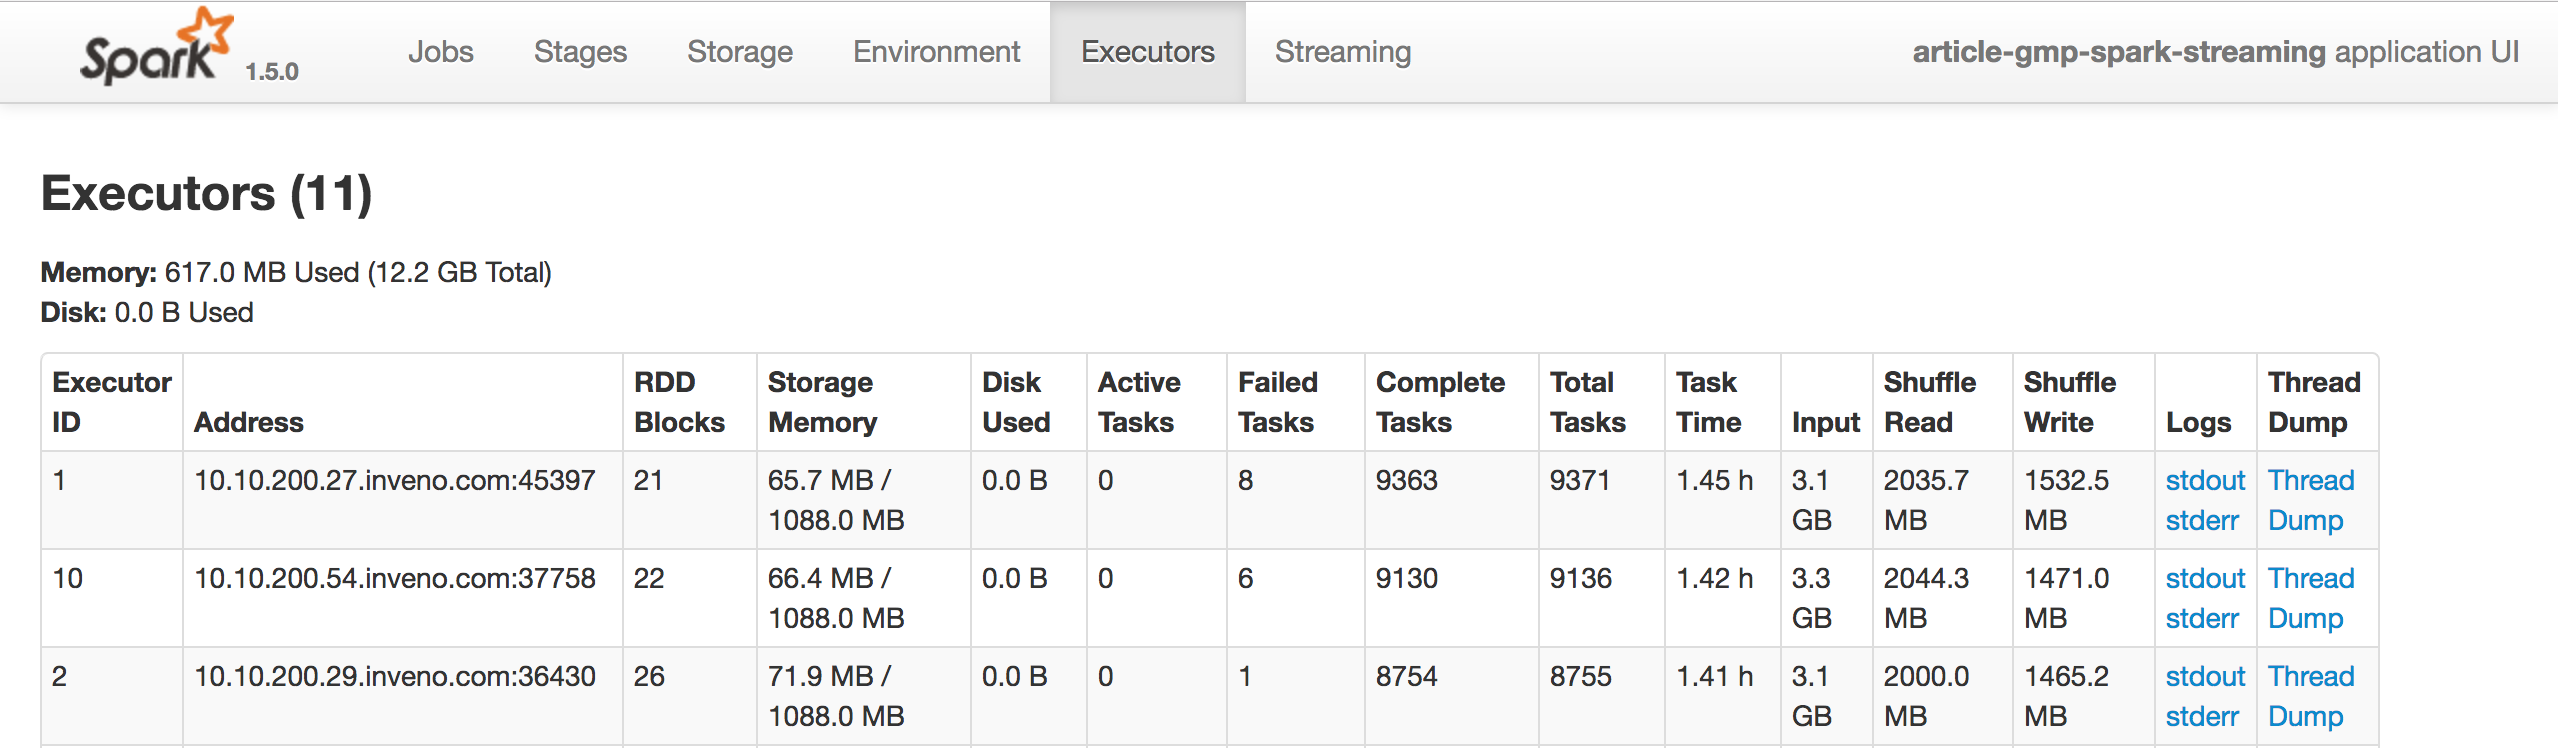 Spark 1.5.0 Jobs Stages Storage Environment Executors Streaming article-gmp-spark-streaming application UI
Executors (11)
Memory: 617.0 MB Used (12.2 GB Total)
Disk: 0.0 B Used
Executor ID Address RDD Blocks Storage Memory Disk Used Active Tasks Failed Tasks Complete Tasks Total Tasks Task Time Input Shuffle Read Shuffle Write Logs Thread Dump
1 10.10.200.27.inveno.com:45397 21 65.7 MB / 1088.0 MB 0.0 B 0 8 9363 9371 1.45 h 3.1 GB 2035.7 MB 1532.5 MB stdout stderr Thread Dump
10 10.10.200.54.inveno.com:37758 22 66.4 MB / 1088.0 MB 0.0 B 0 6 9130 9136 1.42 h 3.3 GB 2044.3 MB 1471.0 MB stdout stderr Thread Dump
2 10.10.200.29.inveno.com:36430 26 71.9 MB / 1088.0 MB 0.0 B 0 1 8754 8755 1.41 h 3.1 GB 2000.0 MB 1465.2 MB stdout stderr Thread Dump